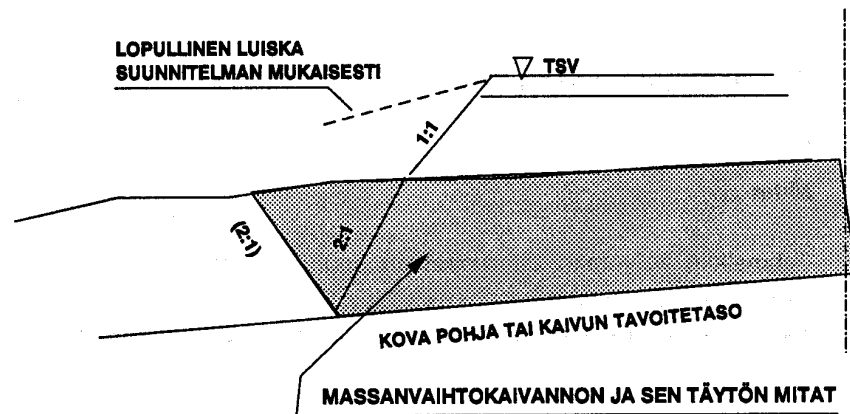 LOPULLINEN LUISKA
SUUNNITELMAN MUKAISESTI
TSV
1:1
(2:1)
2:1
KOVA POHJA TAI KAIVUN TAVOITETASO
MASSANVAIHTOKAIVANNON JA SEN TÄYTÖN MITAT